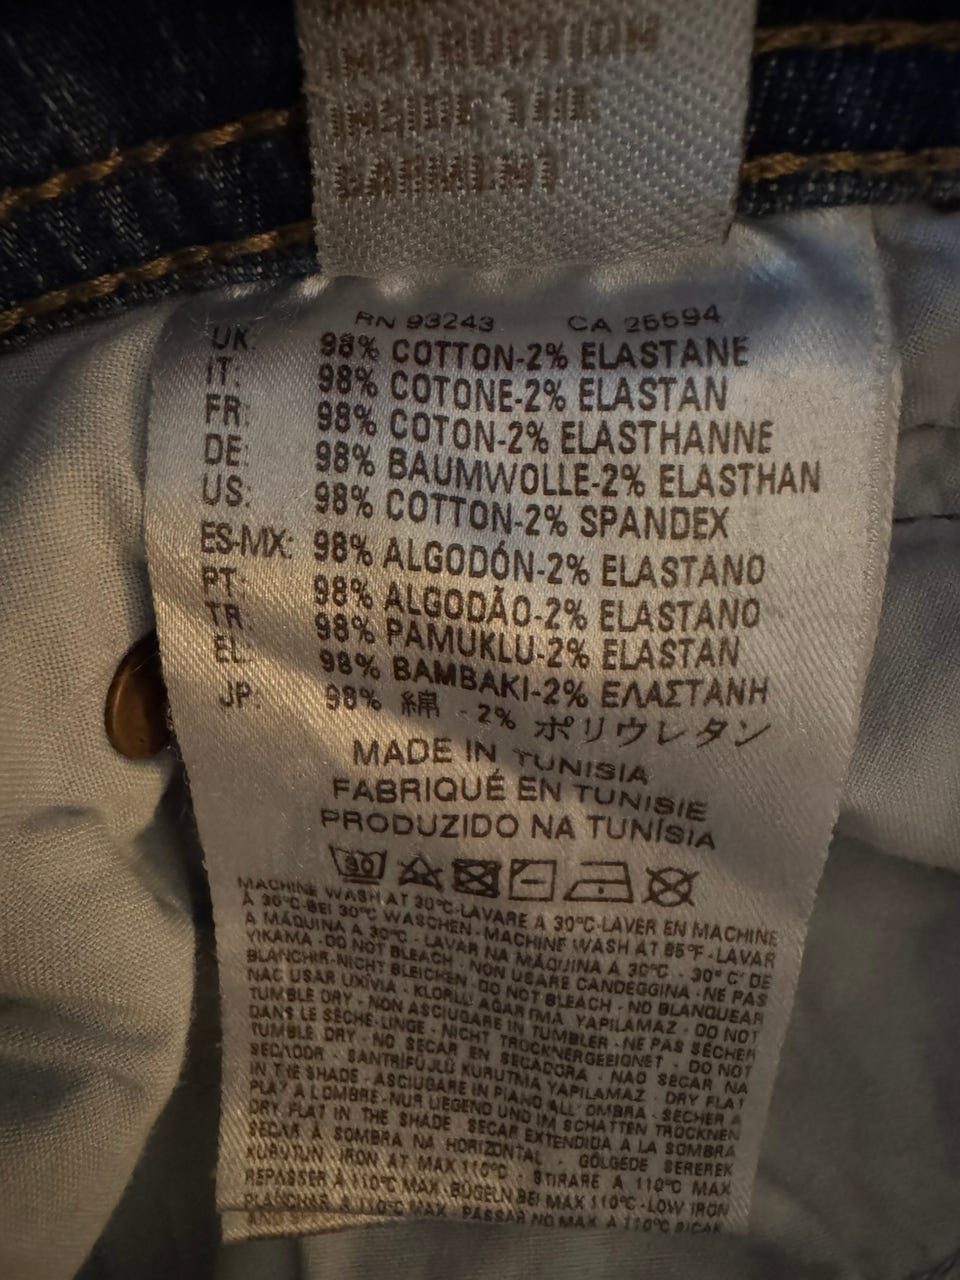 INSTRUCTION
INSIDE THE
GARMENT
RN 93243 CA 25594
UK: 98% COTTON-2% ELASTANE
IT: 98% COTONE-2% ELASTAN
FR: 98% COTON-2% ELASTHANNE
DE: 98% BAUMWOLLE-2% ELASTHAN
US: 98% COTTON-2% SPANDEX
ES-MX: 98% ALGODÓN-2% ELASTANO
PT: 98% ALGODÃO-2% ELASTANO
TR: 98% PAMUKLU-2% ELASTAN
EL: 98% BAMBAKI-2% ΕΛΑΣΤΑΝΗ
JP: 98% 綿 - 2% ポリウレタン
MADE IN TUNISIA
FABRIQUÉ EN TUNISIE
PRODUZIDO NA TUNÍSIA
30
MACHINE WASH AT 30°C-LAVARE A 30°C-LAVER EN MACHINE
À 30°C-BEI 30°C WASCHEN-MACHINE WASH AT 85°F-LAVAR
A MÁQUINA A 30°C - LAVAR NA MÁQUINA À 30°C - 30° C' DE
YIKAMA - DO NOT BLEACH - NON USARE CANDEGGINA - NE PAS
BLANCHIR-NICHT BLEICHEN-DO NOT BLEACH - NO BLANQUEAR
NAC USAR LIXÍVIA - AGARTMA YAPILAMAZ - DO NOT
TUMBLE DRY - NON ASCIUGARE IN TUMBLER - NE PAS SÉCHER
DANS LE SÈCHE-LINGE - NICHT TROCKNERGEEIGNET - DO NOT
TUMBLE DRY - NO SECAR EN SECADORA - NAO SECAR NA
SECADOR - SANTRİFÜJLÜ KURUTMA YAPILAMAZ - DRY FLAT
IN THE SHADE - ASCIUGARE IN PIANO ALL' OMBRA - SÉCHER À
PLAT À L'OMBRE-NUR LIEGEND UND IM SCHATTEN TROCKNEN
DRY FLAT IN THE SHADE SECAR EXTENDIDA A LA SOMBRA
SECAR À SOMBRA NA HORIZONTAL - GÖLGEDE SEREREK
KURUTUN - IRON AT MAX 110°C - STIRARE A 110°C MAX
REPASSER À 110°C MAX - BÜGELN BEI MAX 110°C-LOW IRON
PLANCHAR A 110°C MAX - PASSAR NO MAX A 110°C SICAK